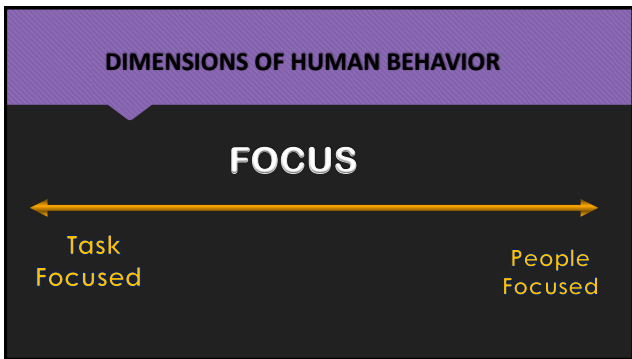 DIMENSIONS OF HUMAN BEHAVIOR
FOCUS
Task
Focused
People
Focused